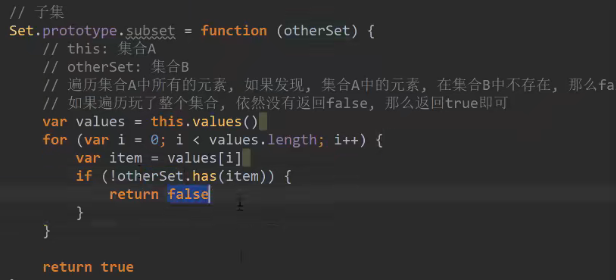 // 子集
Set.prototype.subset = function (otherSet) {
// this: 集合A
// otherSet: 集合B
// 遍历集合A中所有的元素, 如果发现, 集合A中的元素, 在集合B中不存在, 那么fa
// 如果遍历玩了整个集合, 依然没有返回false, 那么返回true即可
var values = this.values()
for (var i = 0; i < values.length; i++) {
var item = values[i]
if (!otherSet.has(item)) {
return false
}
}
return true